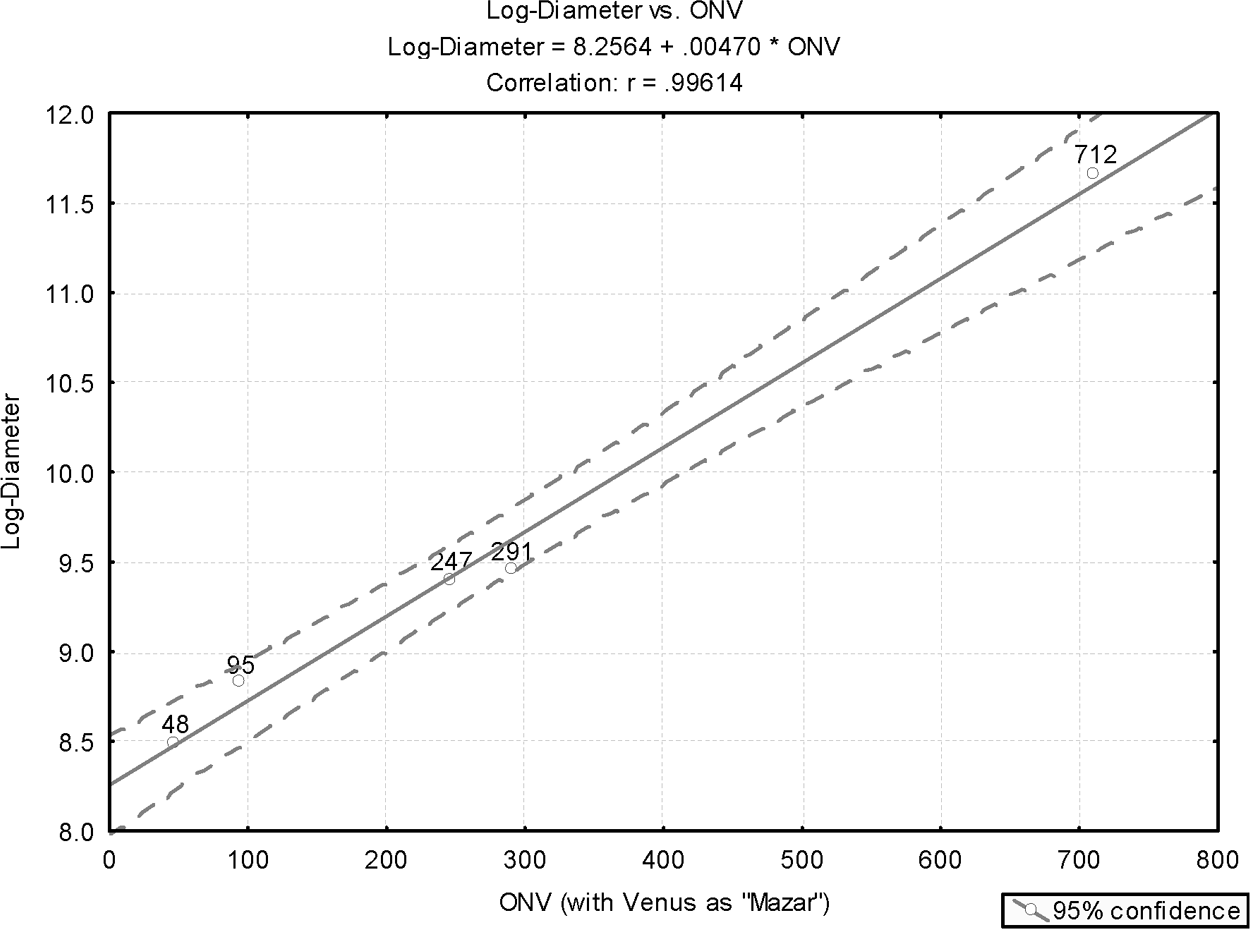 Log-Diameter vs. ONV
Log-Diameter = 8.2564 + .00470 * ONV
Correlation: r = .99614
12.0
712
11.5
11.0
10.5
Log-Diameter
10.0
9.5
247
291
9.0
95
48
8.5
8.0
0 100 200 300 400 500 600 700 800
ONV (with Venus as "Mazar")
95% confidence